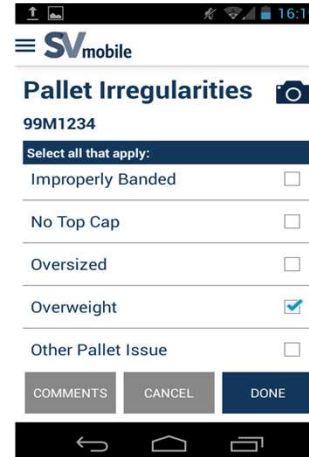 16:1
SVmobile
Pallet Irregularities
99M1234
Select all that apply:
Improperly Banded
No Top Cap
Oversized
Overweight
Other Pallet Issue
COMMENTS CANCEL DONE